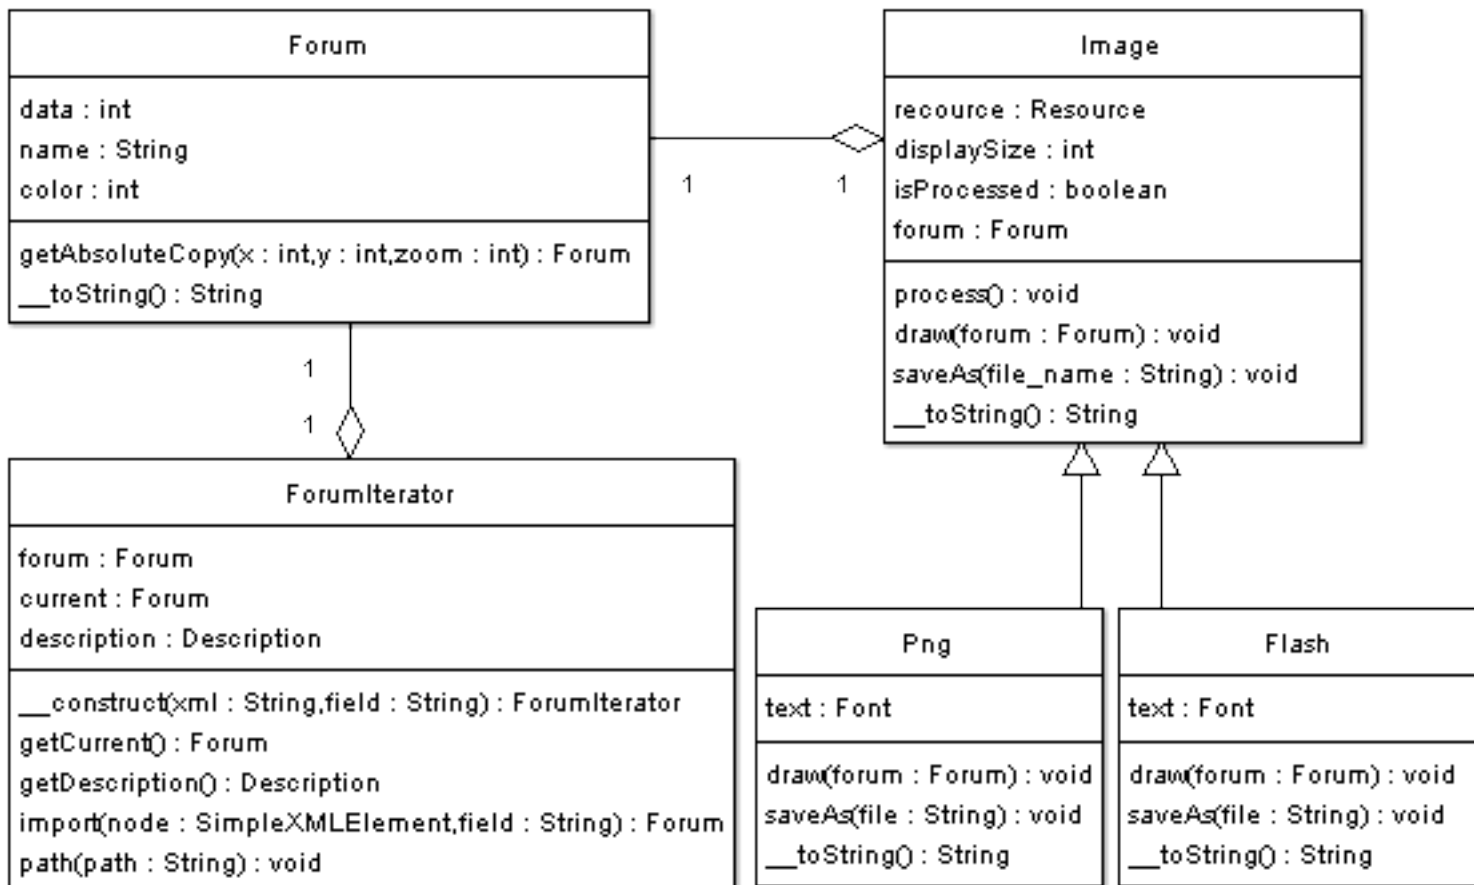 Forum
data : int
name : String
color : int
getAbsoluteCopy(x : int,y : int,zoom : int) : Forum
__toString() : String
1
1
Image
recource : Resource
displaySize : int
isProcessed : boolean
forum : Forum
process() : void
draw(forum : Forum) : void
saveAs(file_name : String) : void
__toString() : String
1
1
ForumIterator
forum : Forum
current : Forum
description : Description
__construct(xml : String,field : String) : ForumIterator
getCurrent() : Forum
getDescription() : Description
import(node : SimpleXMLElement,field : String) : Forum
path(path : String) : void
Png
text : Font
draw(forum : Forum) : void
saveAs(file : String) : void
__toString() : String
Flash
text : Font
draw(forum : Forum) : void
saveAs(file : String) : void
__toString() : String